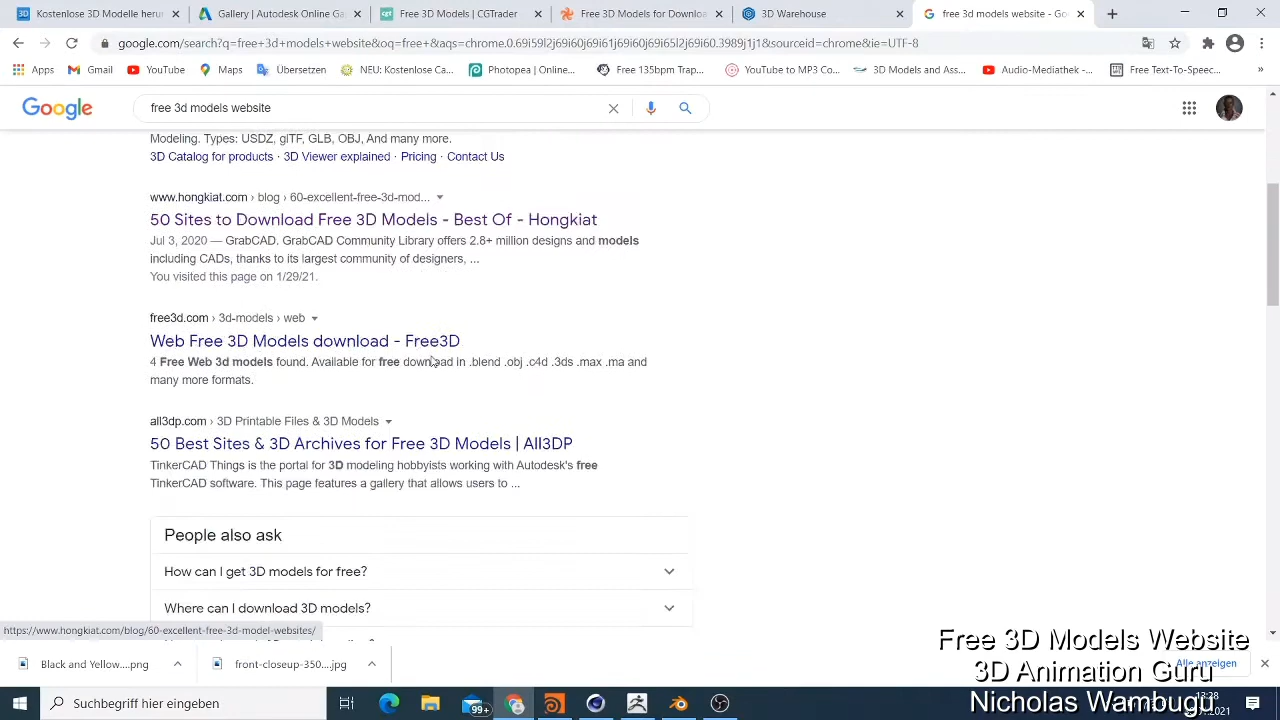 Kostenlose 3D Modelle herun
Gallery | Autodesk Online Ga
Free 3D Models | CGTrader
Free 3D Models for Downloa
3D Warehouse
free 3d models website - Go
google.com/search?q=free+3d+models+website&oq=free+&aqs=chrome.0.69i59l2j69i60j69i61j69i60j69i65l2j69i60.3989j1j1&sourceid=chrome&ie=UTF-8
Apps
Gmail
YouTube
Maps
Übersetzen
NEU: Kostenlose Ca...
Photopea | Online...
Free 135bpm Trap...
YouTube to MP3 Co...
3D Models and Ass...
Audio-Mediathek -...
Free Text-To-Speec...
»
Google
free 3d models website
Modeling. Types: USDZ, glTF, GLB, OBJ, And many more.
3D Catalog for products · 3D Viewer explained · Pricing · Contact Us
www.hongkiat.com › blog › 60-excellent-free-3d-mod...
50 Sites to Download Free 3D Models - Best Of - Hongkiat
Jul 3, 2020 — GrabCAD. GrabCAD Community Library offers 2.8+ million designs and models
including CADs, thanks to its largest community of designers, ...
You visited this page on 1/29/21.
free3d.com › 3d-models › web
Web Free 3D Models download - Free3D
4 Free Web 3d models found. Available for free download in .blend .obj .c4d .3ds .max .ma and
many more formats.
all3dp.com › 3D Printable Files & 3D Models
50 Best Sites & 3D Archives for Free 3D Models | All3DP
TinkerCAD Things is the portal for 3D modeling hobbyists working with Autodesk's free
TinkerCAD software. This page features a gallery that allows users to ...
People also ask
How can I get 3D models for free?
Where can I download 3D models?
https://www.hongkiat.com/blog/60-excellent-free-3d-model-websites/
Black and Yellow....png
front-closeup-350....jpg
Alle anzeigen
Free 3D Models Website
3D Animation Guru
Nicholas Wambugu
Suchbegriff hier eingeben
99+